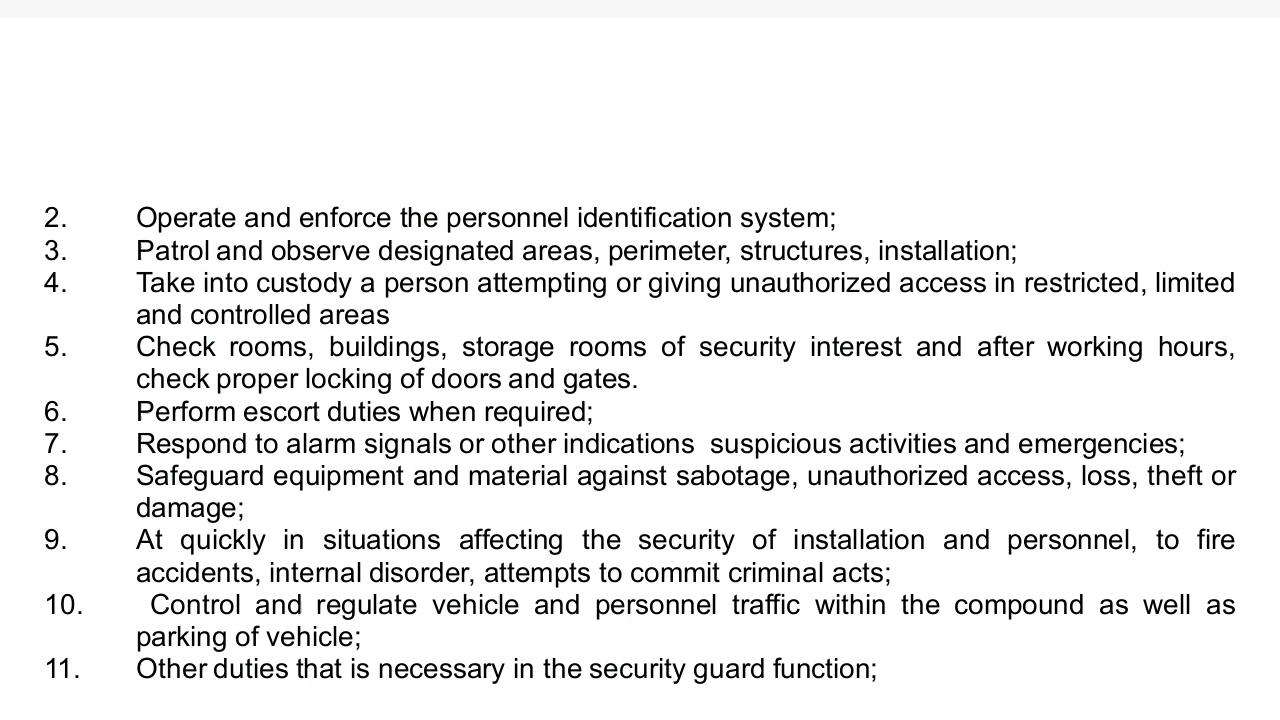 2. Operate and enforce the personnel identification system;
3. Patrol and observe designated areas, perimeter, structures, installation;
4. Take into custody a person attempting or giving unauthorized access in restricted, limited
and controlled areas
5. Check rooms, buildings, storage rooms of security interest and after working hours,
check proper locking of doors and gates.
6. Perform escort duties when required;
7. Respond to alarm signals or other indications  suspicious activities and emergencies;
8. Safeguard equipment and material against sabotage, unauthorized access, loss, theft or
damage;
9. At quickly in situations affecting the security of installation and personnel, to fire
accidents, internal disorder, attempts to commit criminal acts;
10. Control and regulate vehicle and personnel traffic within the compound as well as
parking of vehicle;
11. Other duties that is necessary in the security guard function;